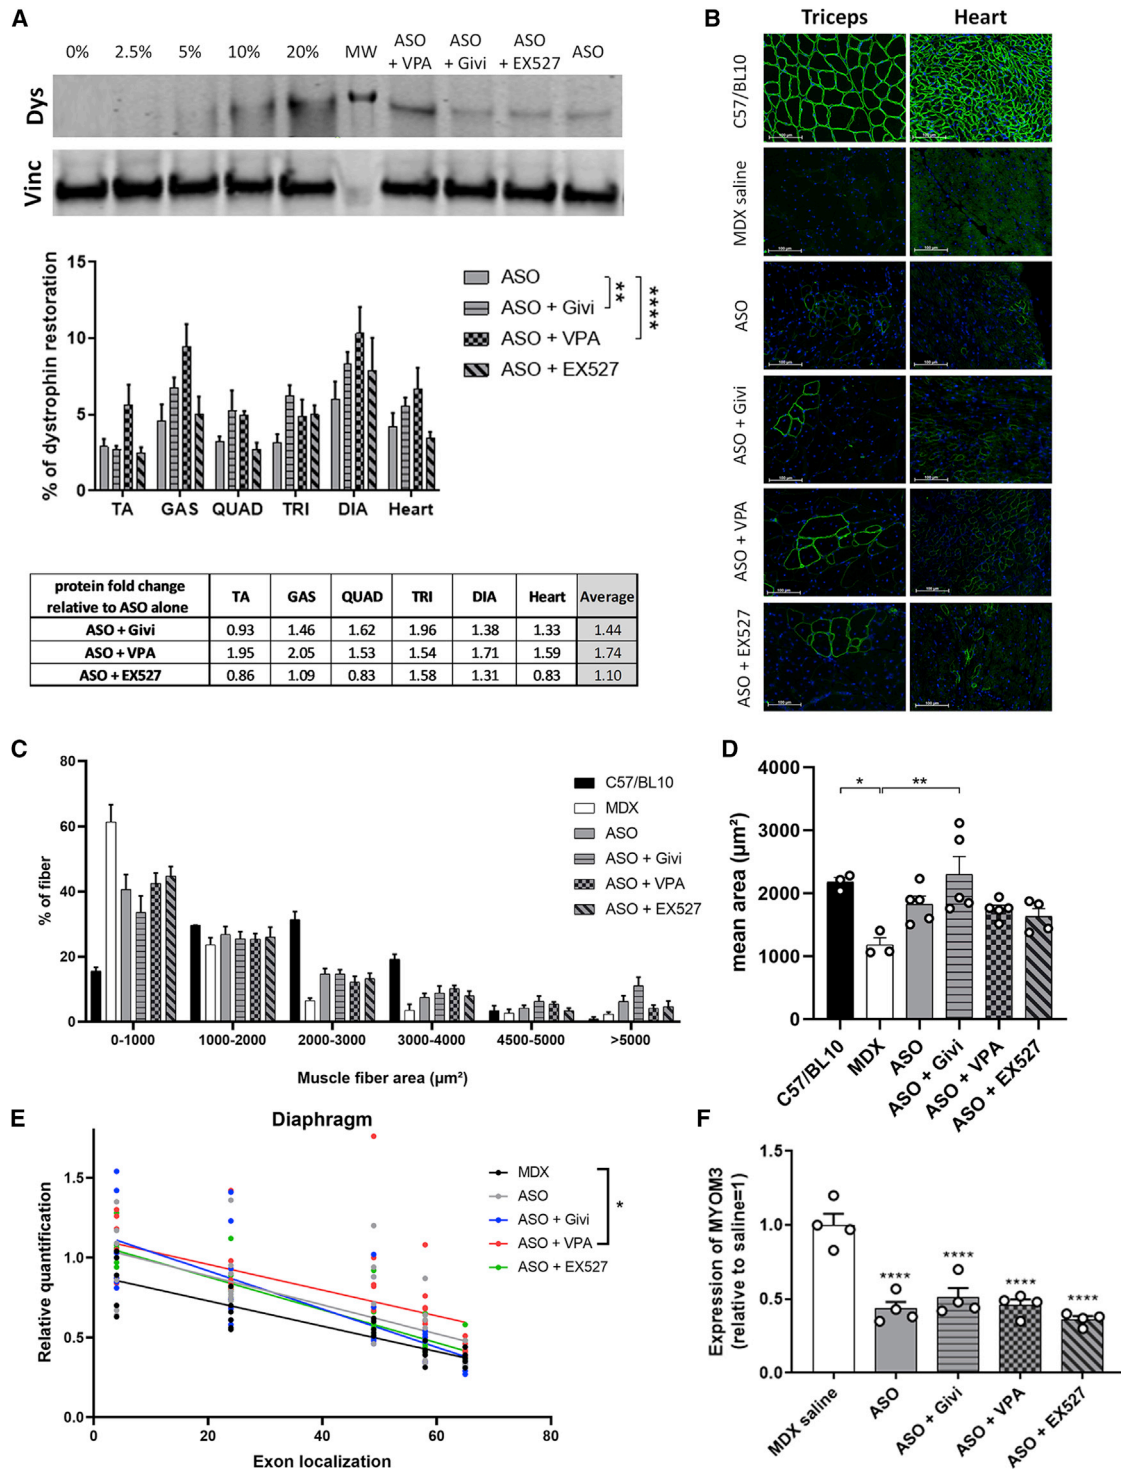 A
0% 2.5% 5% 10% 20% MW ASO + VPA ASO + Givi ASO + EX527 ASO
Dys
Vinc
15
10
5
0
% of dystrophin restoration
TA GAS QUAD TRI DIA Heart
ASO
ASO + Givi
ASO + VPA
ASO + EX527
**
****
protein fold change relative to ASO alone TA GAS QUAD TRI DIA Heart Average
ASO + Givi 0.93 1.46 1.62 1.96 1.38 1.33 1.44
ASO + VPA 1.95 2.05 1.53 1.54 1.71 1.59 1.74
ASO + EX527 0.86 1.09 0.83 1.58 1.31 0.83 1.10
B
Triceps Heart
C57/BL10
MDX saline
ASO
ASO + Givi
ASO + VPA
ASO + EX527
100 µm
C
80
60
40
20
0
% of fiber
0-1000 1000-2000 2000-3000 3000-4000 4500-5000 >5000
Muscle fiber area (µm²)
C57/BL10
MDX
ASO
ASO + Givi
ASO + VPA
ASO + EX527
D
4000
3000
2000
1000
0
mean area (µm²)
* **
C57/BL10 MDX ASO ASO + Givi ASO + VPA ASO + EX527
E
Diaphragm
1.5
1.0
0.5
0.0
Relative quantification
0 20 40 60 80
Exon localization
MDX
ASO
ASO + Givi
ASO + VPA
ASO + EX527
*
F
1.5
1.0
0.5
0.0
Expression of MYOM3
(relative to saline=1)
**** **** **** ****
MDX saline ASO ASO + Givi ASO + VPA ASO + EX527